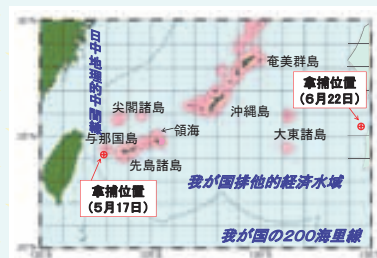 日中地理的中間線
奄美群島
拿捕位置
（6月22日）
尖閣諸島
沖縄島
与那国島
領海
大東諸島
先島諸島
拿捕位置
（5月17日）
我が国排他的経済水域
我が国の200海里線